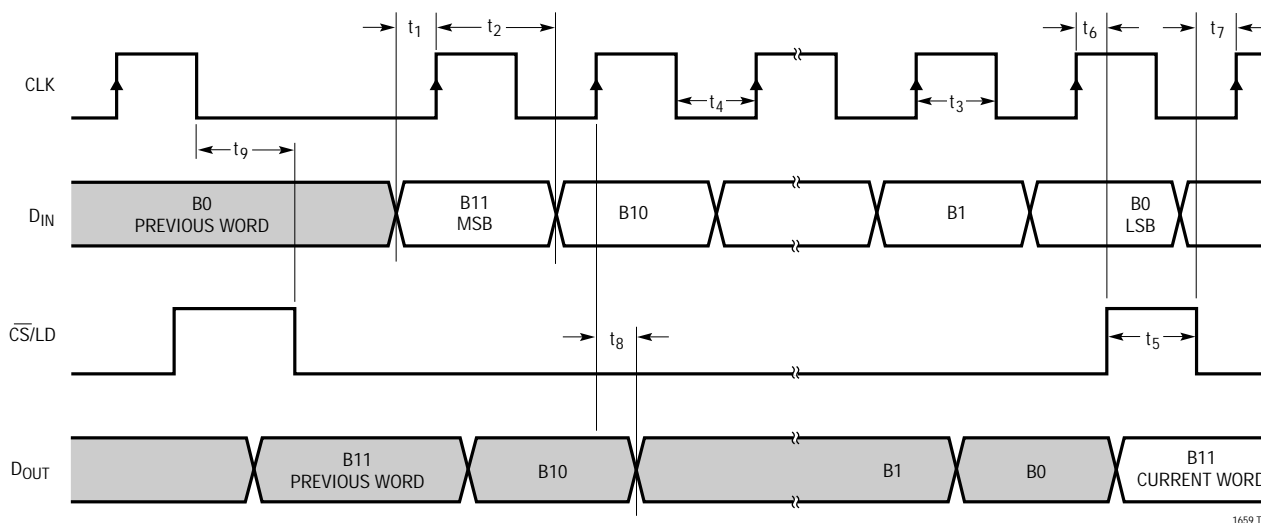 t1
t2
t6
t7
CLK
t4
t3
t9
DIN
B0
PREVIOUS WORD
B11
MSB
B10
B1
B0
LSB
CS/LD
t8
t5
DOUT
B11
PREVIOUS WORD
B10
B1
B0
B11
CURRENT WORD